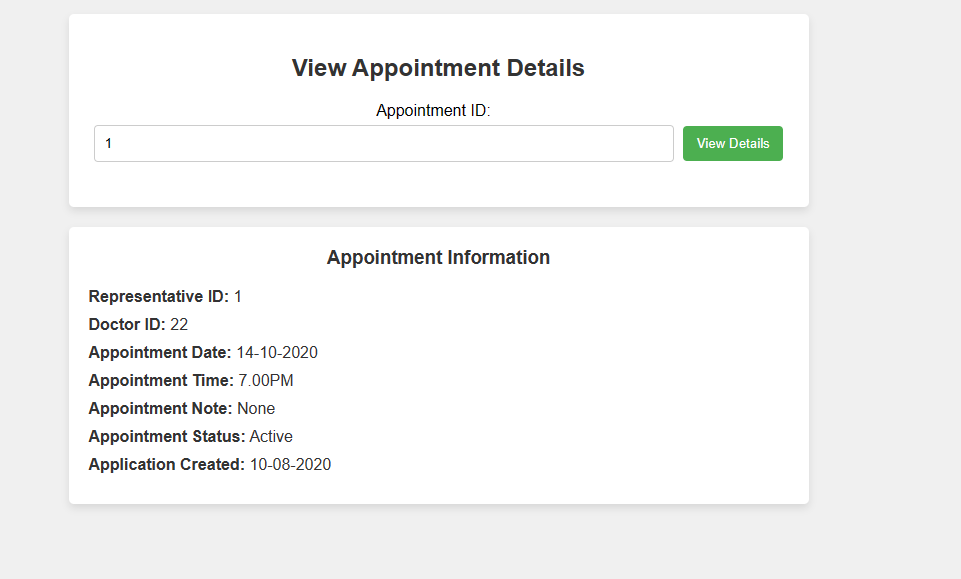 View Appointment Details
Appointment ID:
1
View Details
Appointment Information
Representative ID: 1
Doctor ID: 22
Appointment Date: 14-10-2020
Appointment Time: 7.00PM
Appointment Note: None
Appointment Status: Active
Application Created: 10-08-2020